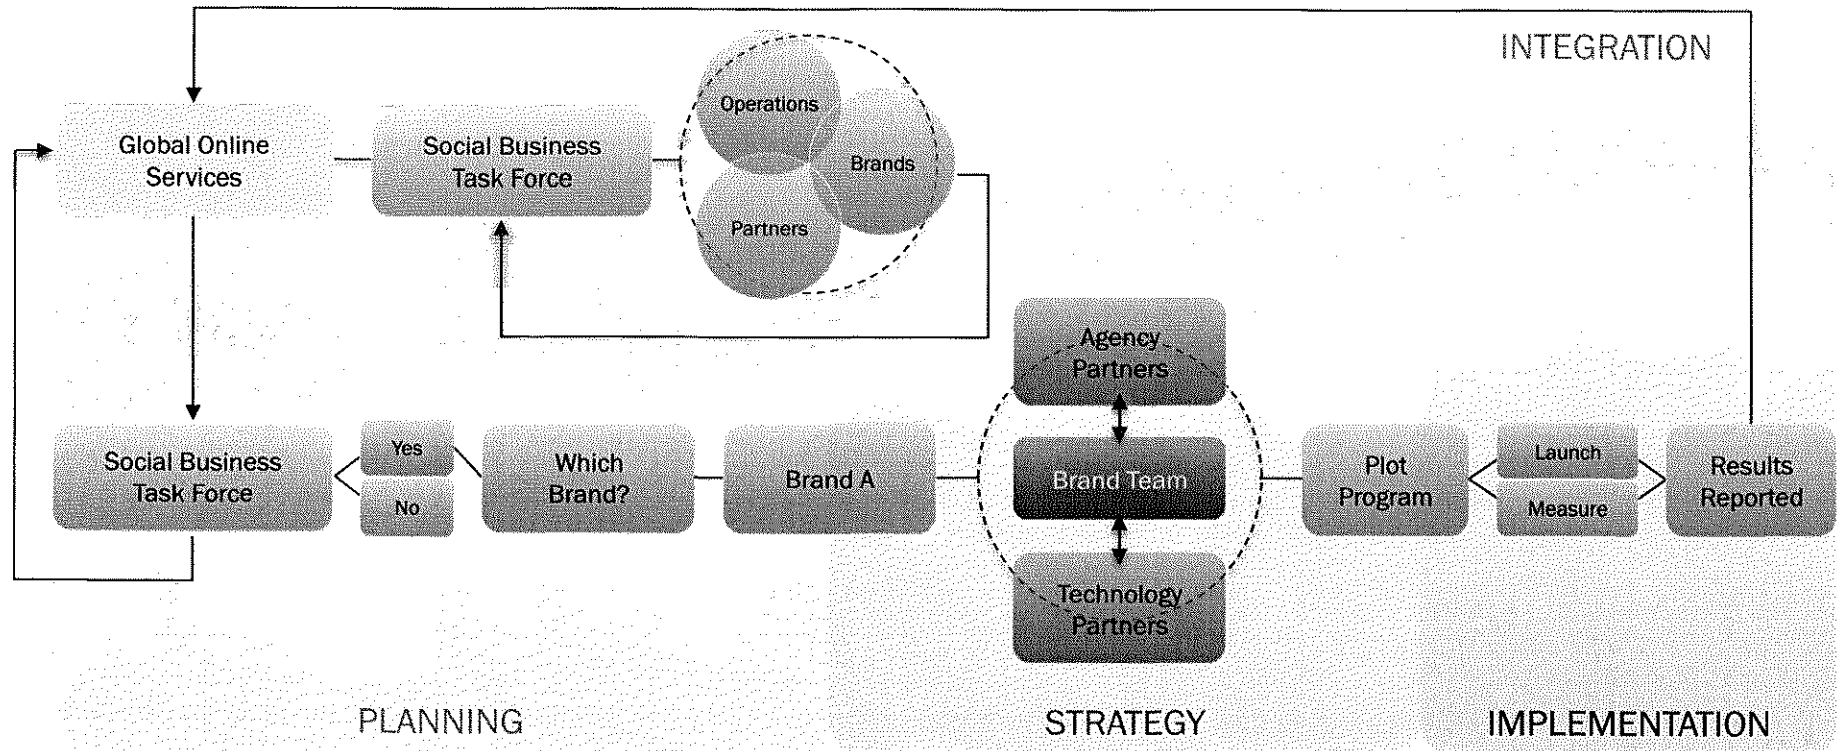 INTEGRATION
Global Online
Services
Social Business
Task Force
Operations
Brands
Partners
Agency
Partners
Social Business
Task Force
Yes
No
Which
Brand?
Brand A
Brand Team
Technology
Partners
Plot
Program
Launch
Measure
Results
Reported
PLANNING
STRATEGY
IMPLEMENTATION